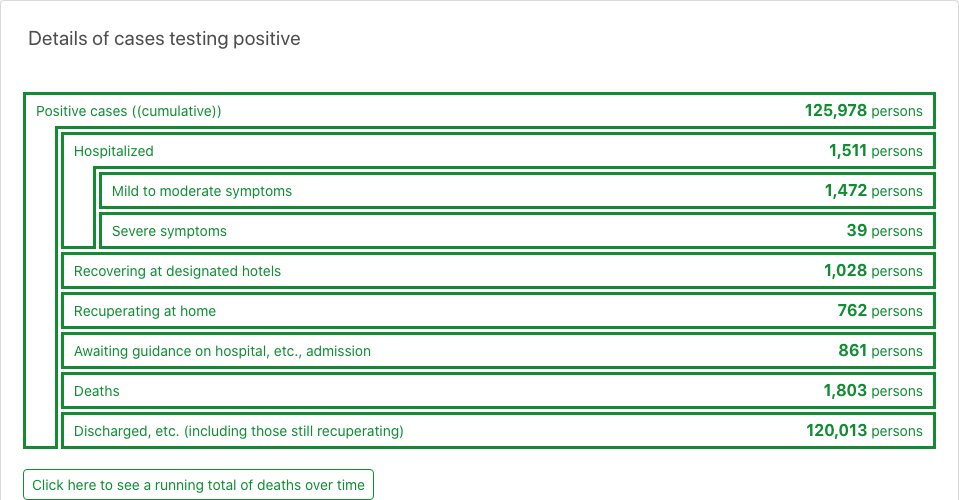 Details of cases testing positive
Positive cases ((cumulative)) 125,978 persons
Hospitalized 1,511 persons
Mild to moderate symptoms 1,472 persons
Severe symptoms 39 persons
Recovering at designated hotels 1,028 persons
Recuperating at home 762 persons
Awaiting guidance on hospital, etc., admission 861 persons
Deaths 1,803 persons
Discharged, etc. (including those still recuperating) 120,013 persons
Click here to see a running total of deaths over time